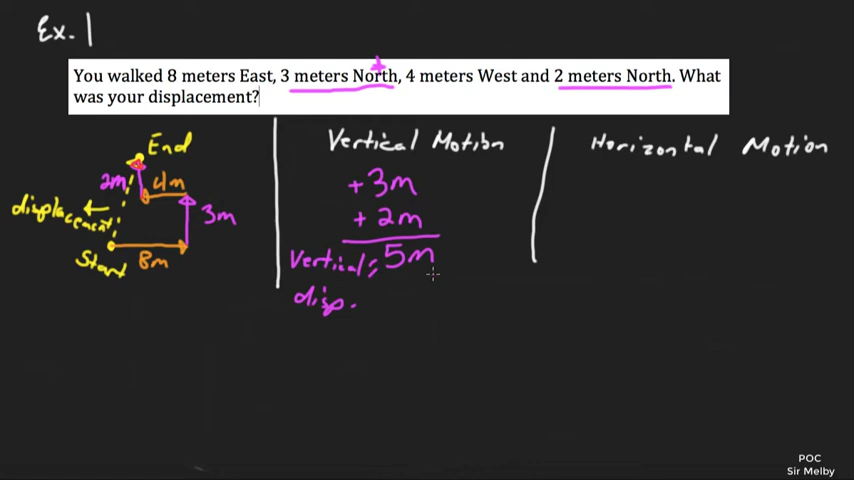 Ex. 1
You walked 8 meters East, 3 meters North, 4 meters West and 2 meters North. What
was your displacement?
+
End
2m
4m
displacement
3m
Start
8m
Vertical Motion
+3m
+ 2m
Vertical: 5m
disp.
Horizontal Motion
POC
Sir Melby